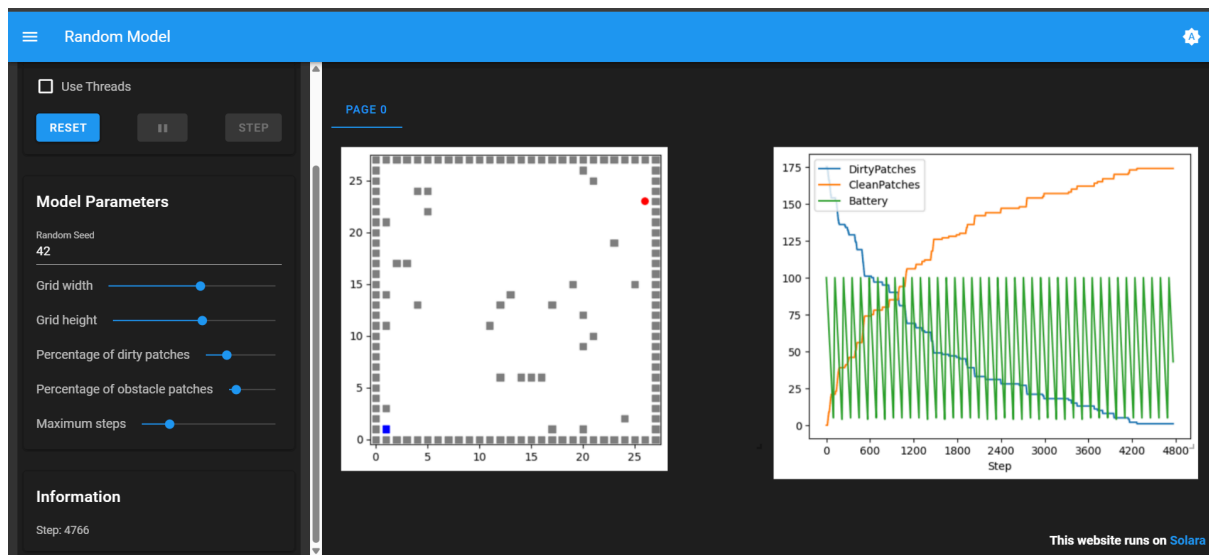 Random Model
A
Use Threads
RESET
STEP
Model Parameters
Random Seed
42
Grid width
Grid height
Percentage of dirty patches
Percentage of obstacle patches
Maximum steps
Information
Step: 4766
PAGE 0
25
20
15
10
5
0
0 5 10 15 20 25
DirtyPatches
CleanPatches
Battery
175
150
125
100
75
50
25
0
0 600 1200 1800 2400 3000 3600 4200 4800
Step
This website runs on Solara